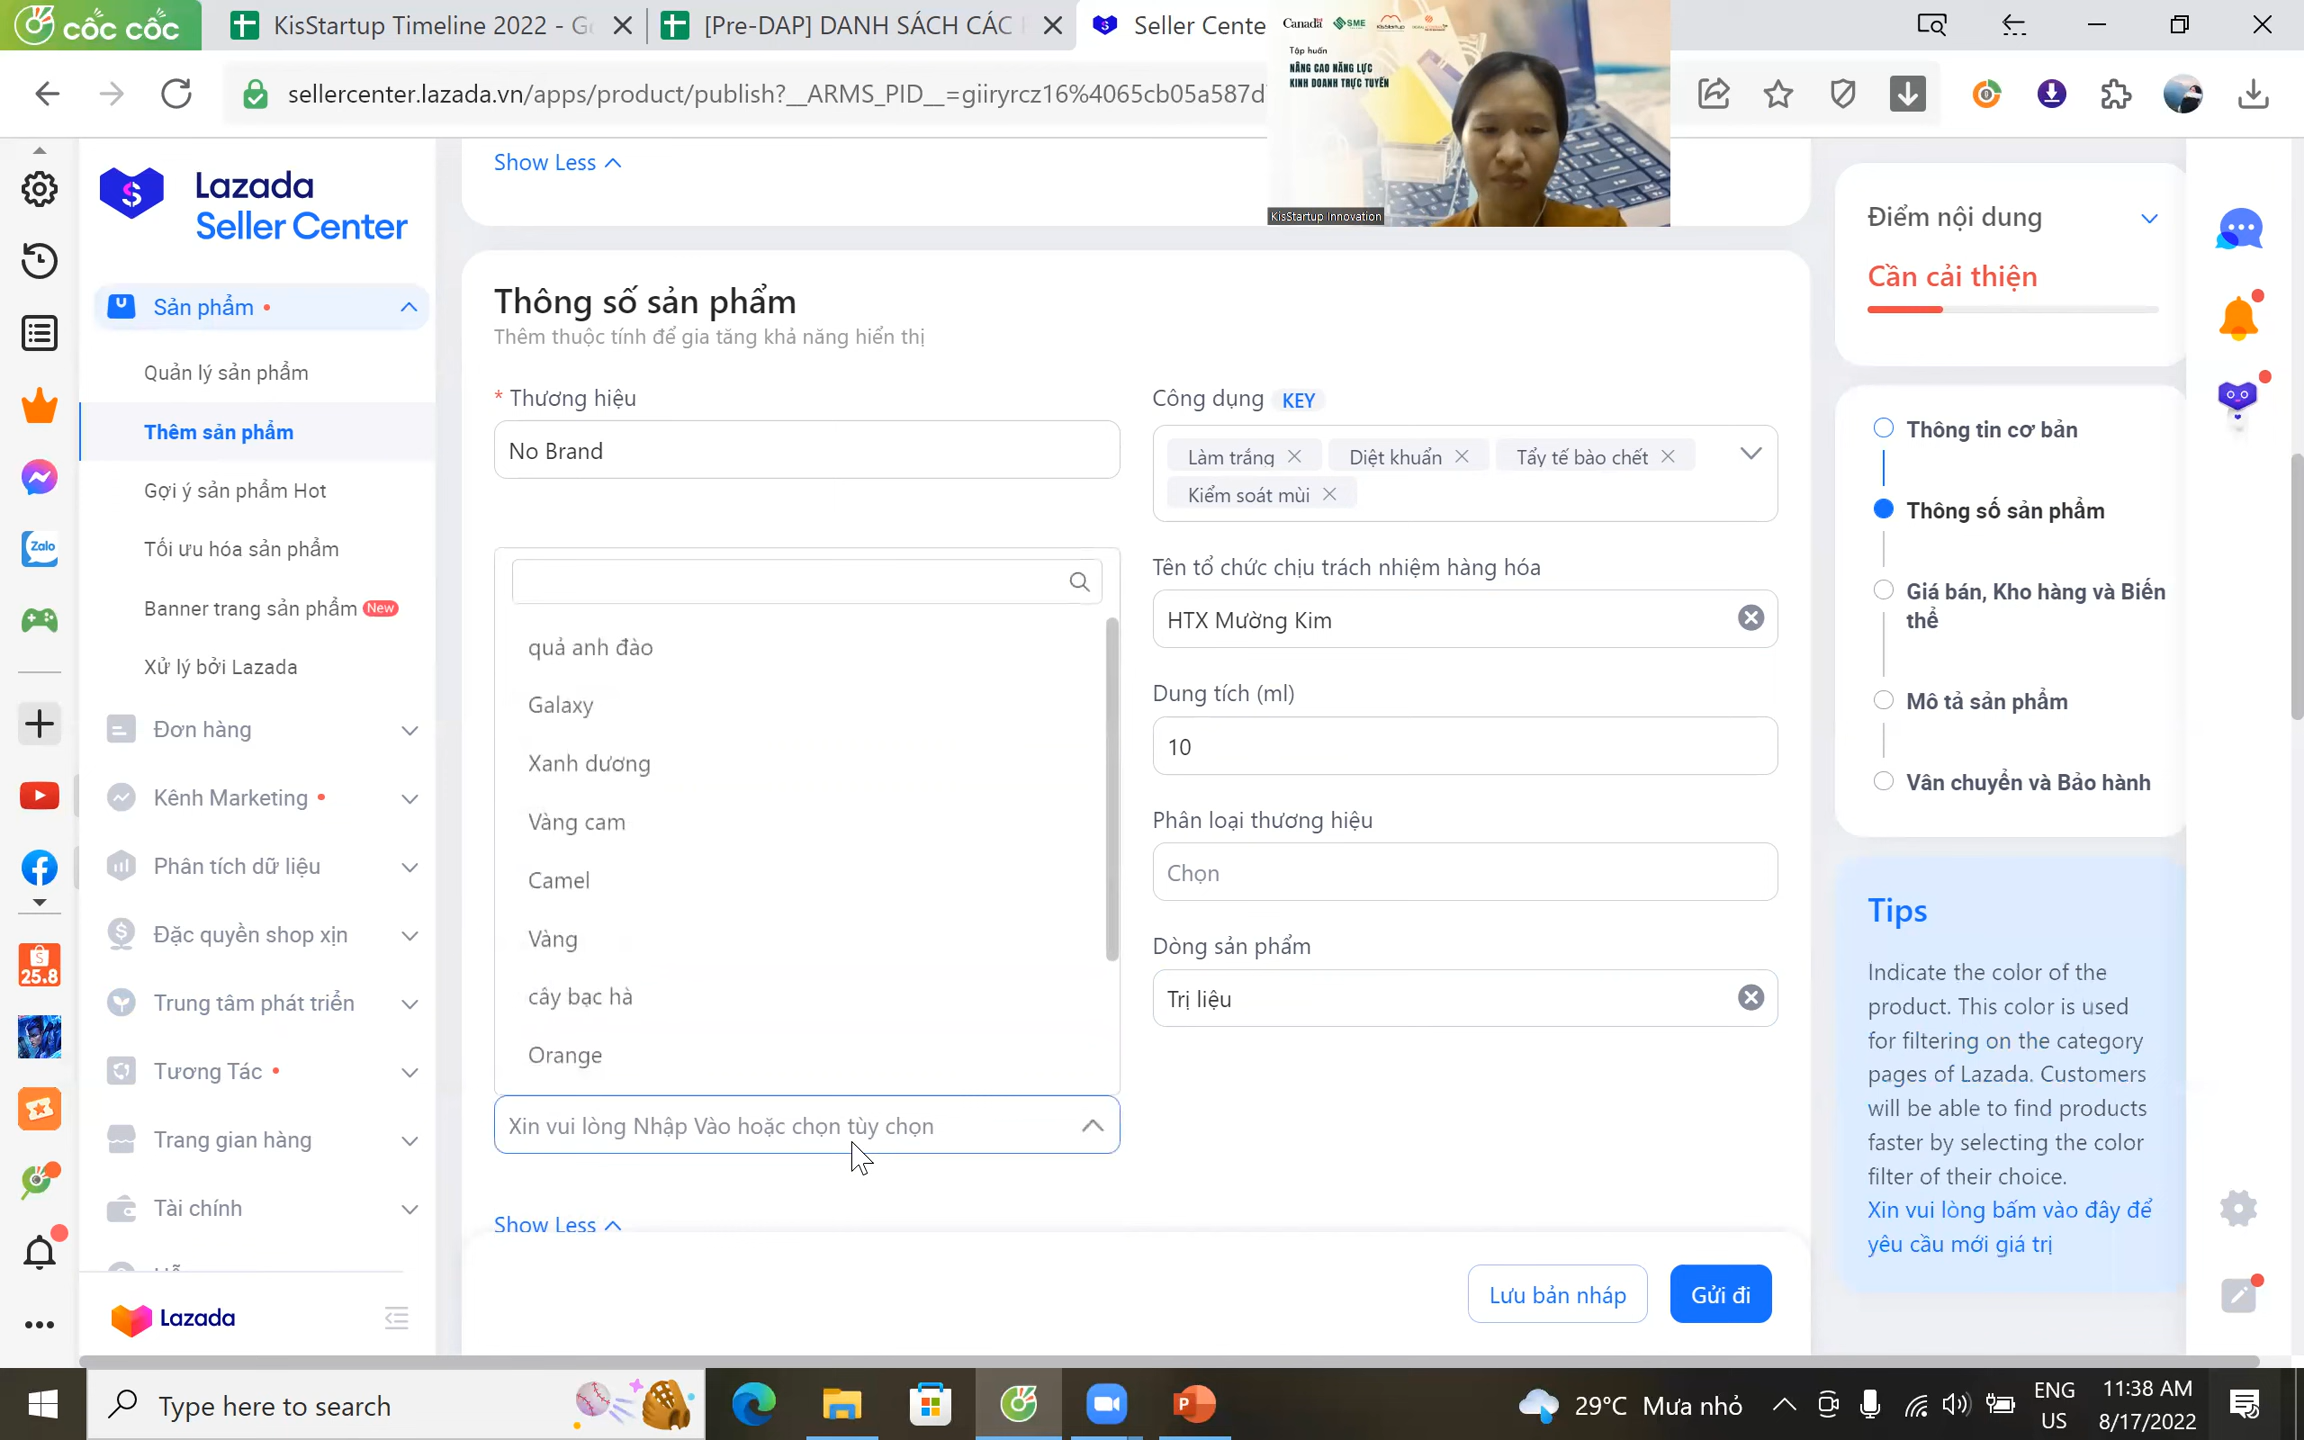 cốc cốc
KisStartup Timeline 2022 - Go
[Pre-DAP] DANH SÁCH CÁC
Seller Cente
sellercenter.lazada.vn/apps/product/publish?__ARMS_PID__=giiryrcz16%4065cb05a587d
Canada
SME
KisStartup
Tập huấn
NÂNG CAO NĂNG LỰC
KINH DOANH TRỰC TUYẾN
KisStartup Innovation
Lazada
Seller Center
Sản phẩm
Quản lý sản phẩm
Thêm sản phẩm
Gợi ý sản phẩm Hot
Tối ưu hóa sản phẩm
Banner trang sản phẩm New
Xử lý bởi Lazada
Đơn hàng
Kênh Marketing
Phân tích dữ liệu
Đặc quyền shop xịn
Trung tâm phát triển
Tương Tác
Trang gian hàng
Tài chính
Lazada
Zalo
25.8
Show Less
Thông số sản phẩm
Thêm thuộc tính để gia tăng khả năng hiển thị
* Thương hiệu
No Brand
quả anh đào
Galaxy
Xanh dương
Vàng cam
Camel
Vàng
cây bạc hà
Orange
Xin vui lòng Nhập Vào hoặc chọn tùy chọn
Show Less
Công dụng KEY
Làm trắng
Diệt khuẩn
Tẩy tế bào chết
Kiểm soát mùi
Tên tổ chức chịu trách nhiệm hàng hóa
HTX Mường Kim
Dung tích (ml)
10
Phân loại thương hiệu
Chọn
Dòng sản phẩm
Trị liệu
Lưu bản nháp
Gửi đi
Điểm nội dung
Cần cải thiện
Thông tin cơ bản
Thông số sản phẩm
Giá bán, Kho hàng và Biến
thể
Mô tả sản phẩm
Vân chuyển và Bảo hành
Tips
Indicate the color of the
product. This color is used
for filtering on the category
pages of Lazada. Customers
will be able to find products
faster by selecting the color
filter of their choice.
Xin vui lòng bấm vào đây để
yêu cầu mới giá trị
Type here to search
29°C Mưa nhỏ
ENG
US
11:38 AM
8/17/2022